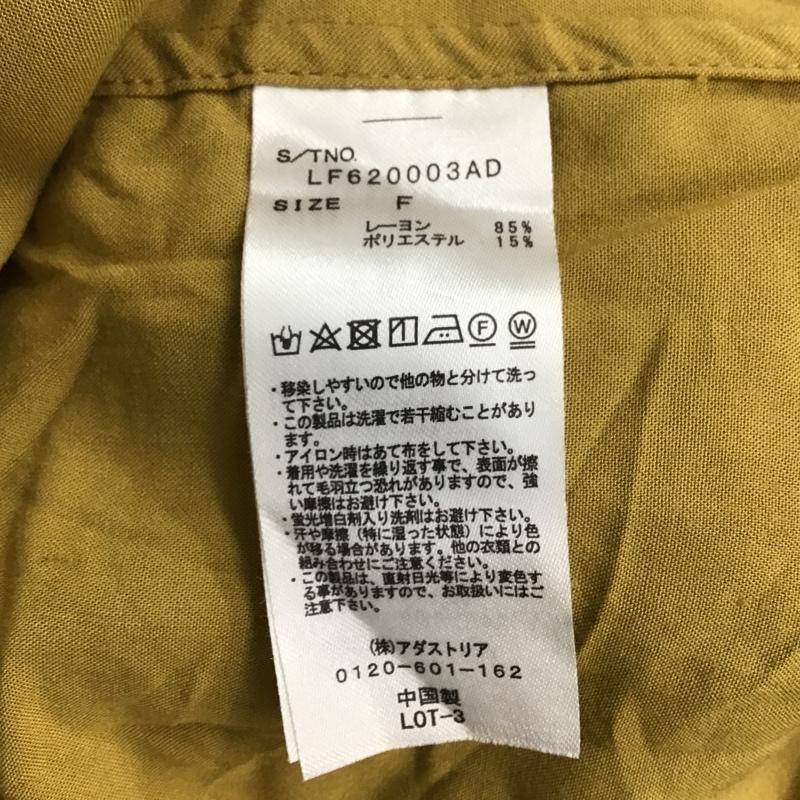 S/TNO.
LF620003AD
SIZE F
レーヨン 85%
ポリエステル 15%
F W
・移染しやすいので他の物と分けて洗っ
て下さい。
・この製品は洗濯で若干縮むことがあり
ます。
・アイロン時はあて布をして下さい。
・着用や洗濯を繰り返す事で、表面が擦
れて毛羽立つ恐れがありますので、強
い摩擦はお避け下さい。
・蛍光増白剤入り洗剤はお避け下さい。
・汗や摩擦（特に湿った状態）により色
が移る場合があります。他の衣類との
組み合わせにご注意ください。
・この製品は、直射日光等により変色す
る事がありますので、お取扱いにはご
注意下さい。
(株)アダストリア
0120-601-162
中国製
LOT-3